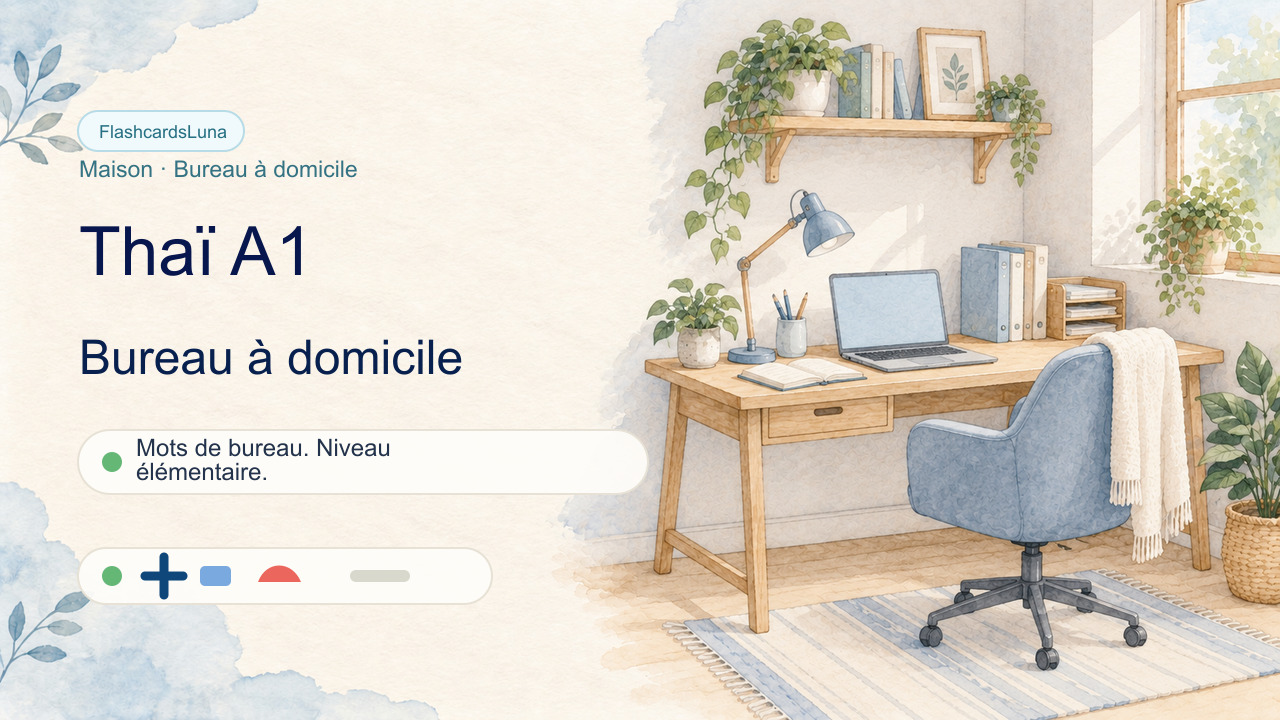 FlashcardsLuna
Maison · Bureau à domicile
Thaï A1
Bureau à domicile
Mots de bureau. Niveau
élémentaire.